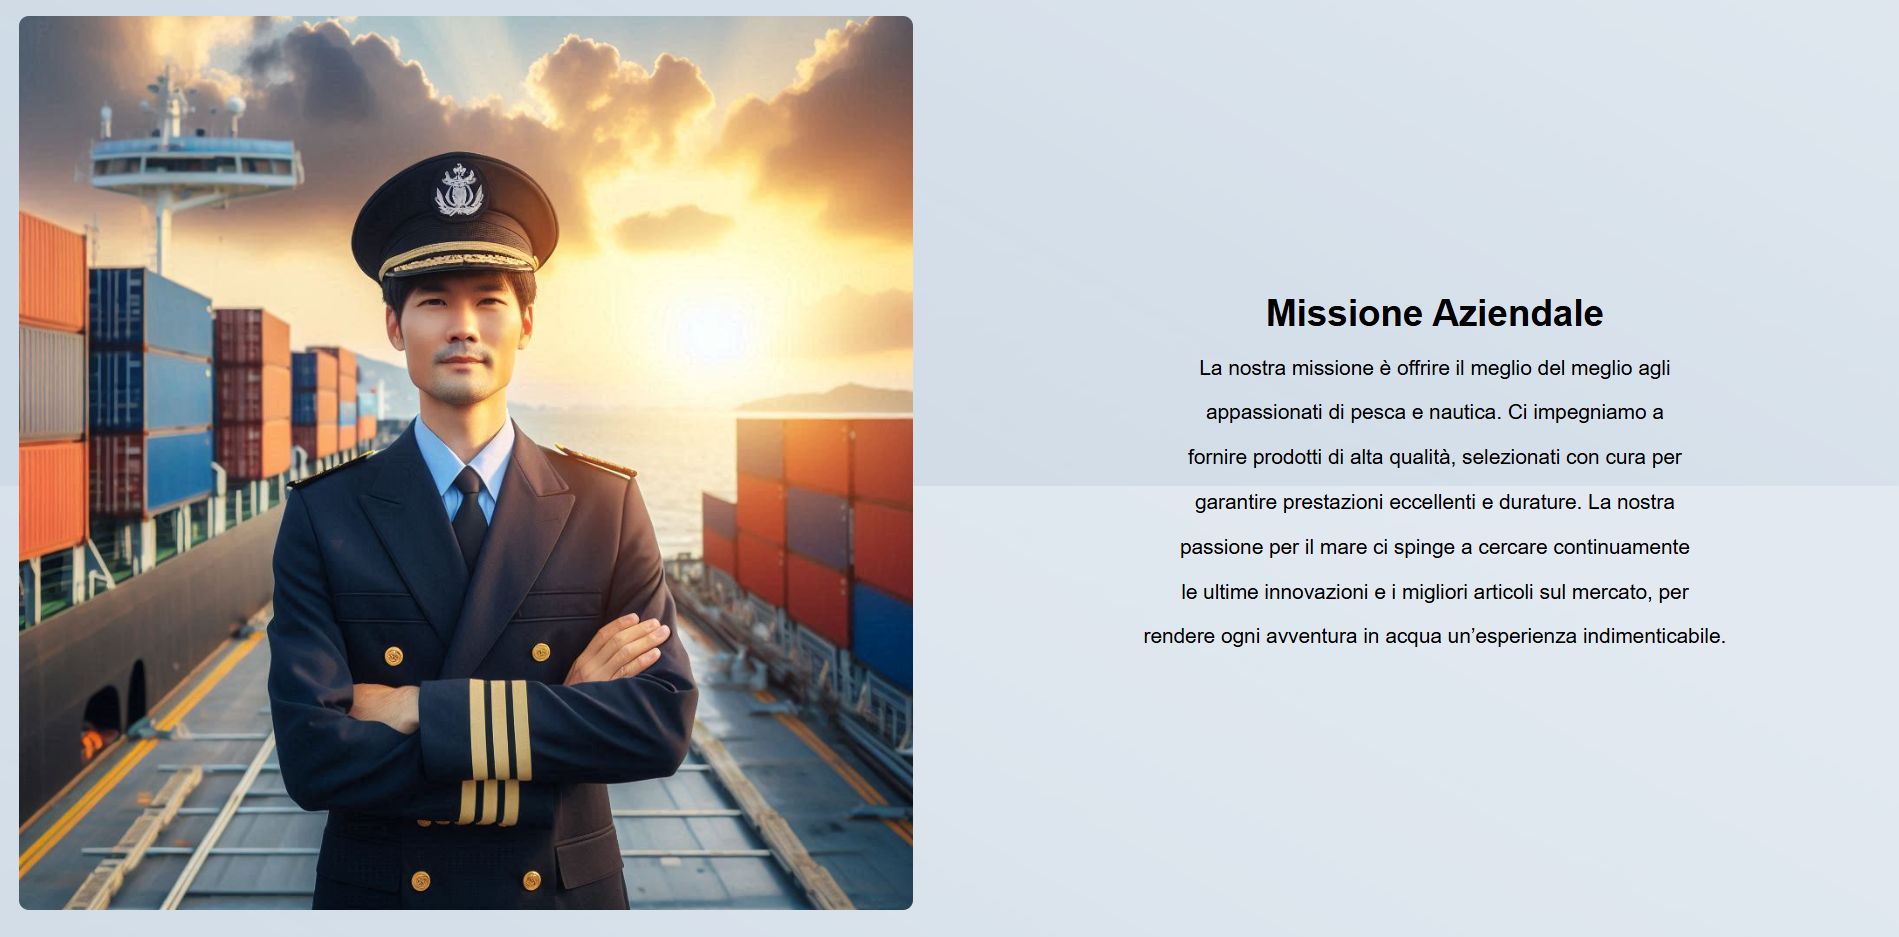 Missione Aziendale
La nostra missione è offrire il meglio del meglio agli
appassionati di pesca e nautica. Ci impegniamo a
fornire prodotti di alta qualità, selezionati con cura per
garantire prestazioni eccellenti e durature. La nostra
passione per il mare ci spinge a cercare continuamente
le ultime innovazioni e i migliori articoli sul mercato, per
rendere ogni avventura in acqua un’esperienza indimenticabile.